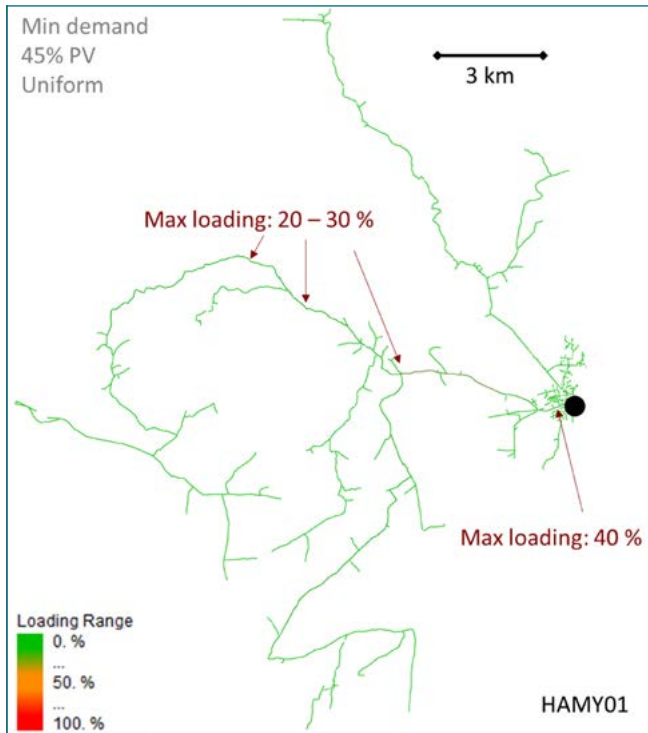 Min demand
45% PV
Uniform
3 km
Max loading: 20 – 30 %
Max loading: 40 %
Loading Range
0. %
...
50. %
...
100. %
HAMY01